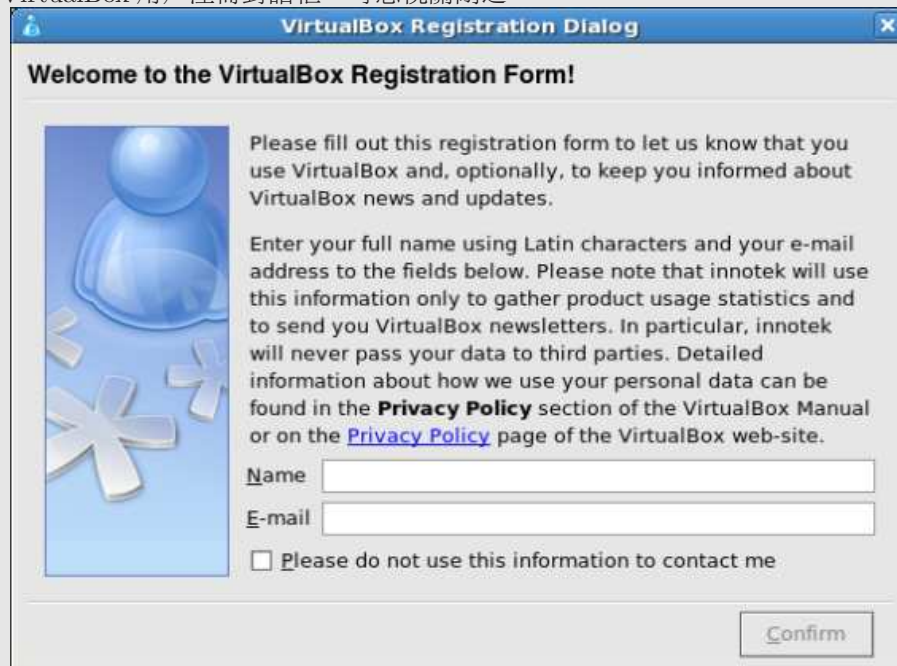 VirtualBox Registration Dialog
Welcome to the VirtualBox Registration Form!
Please fill out this registration form to let us know that you
use VirtualBox and, optionally, to keep you informed about
VirtualBox news and updates.
Enter your full name using Latin characters and your e-mail
address to the fields below. Please note that innotek will use
this information only to gather product usage statistics and
to send you VirtualBox newsletters. In particular, innotek
will never pass your data to third parties. Detailed
information about how we use your personal data can be
found in the Privacy Policy section of the VirtualBox Manual
or on the Privacy Policy page of the VirtualBox web-site.
Name
E-mail
Please do not use this information to contact me
Confirm